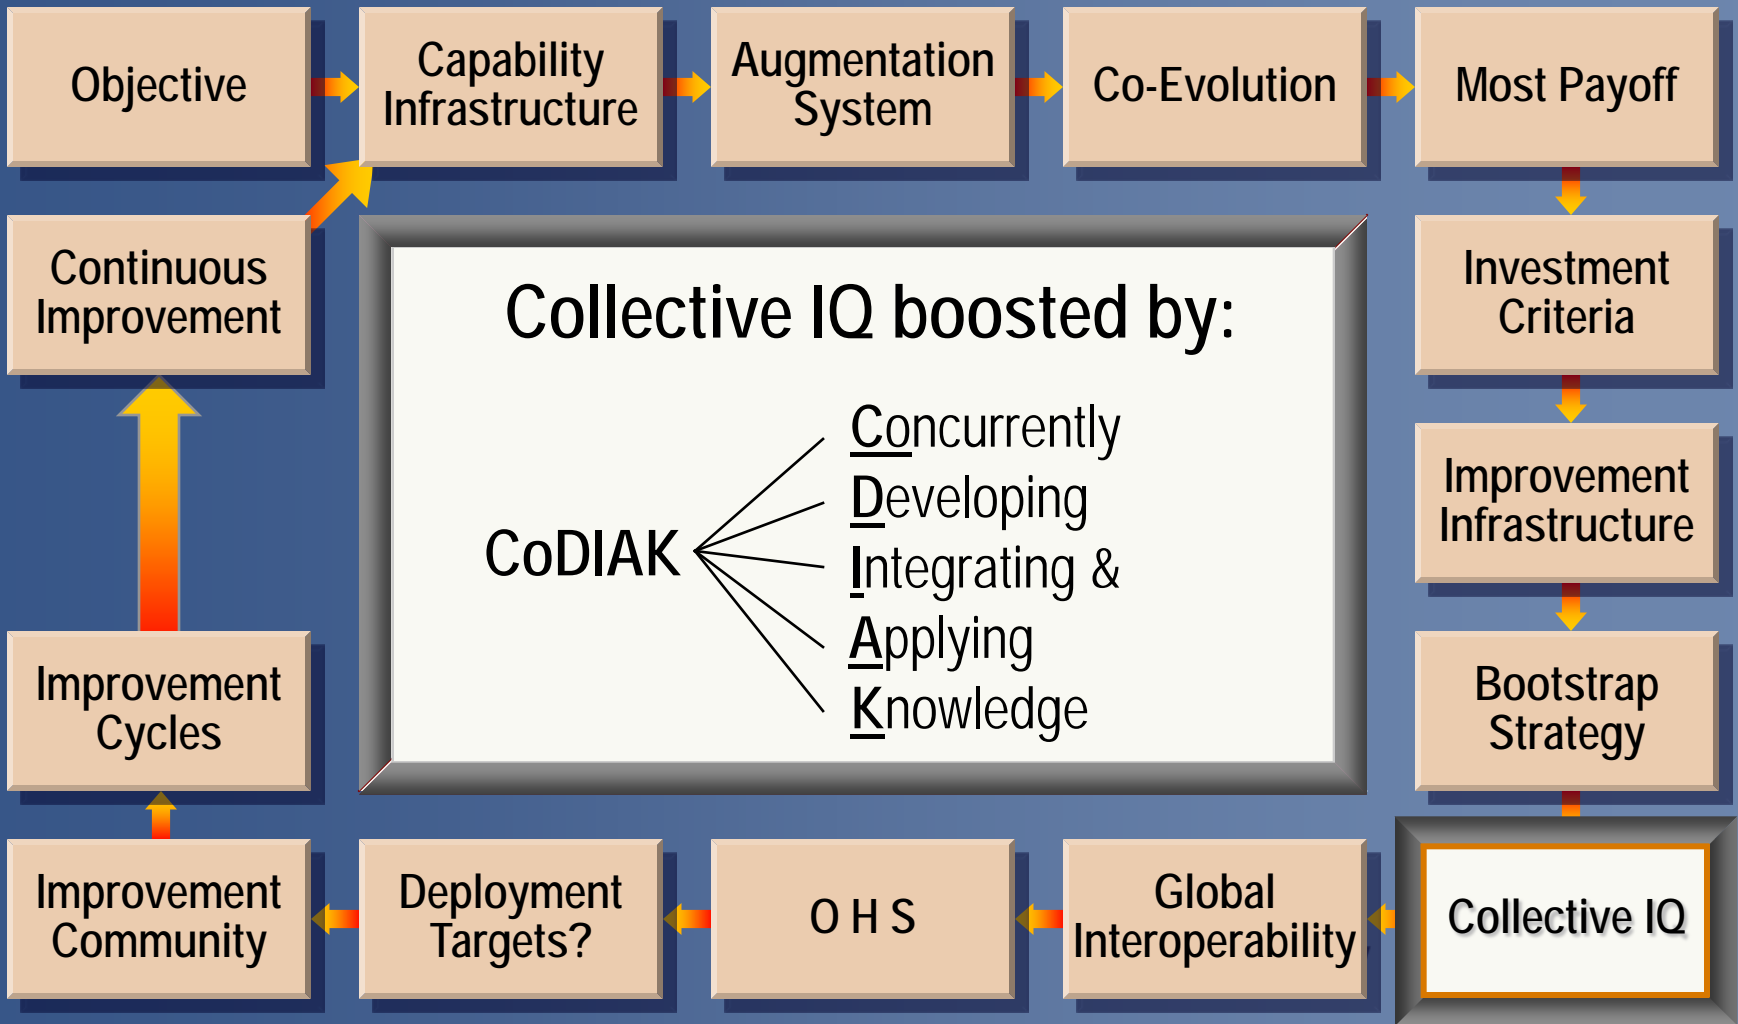 Objective
Capability
Infrastructure
Augmentation
System
Co-Evolution
Most Payoff
Continuous
Improvement
Collective IQ boosted by:
CoDIAK
Concurrently
Developing
Integrating &
Applying
Knowledge
Investment
Criteria
Improvement
Infrastructure
Improvement
Cycles
Bootstrap
Strategy
Improvement
Community
Deployment
Targets?
O H S
Global
Interoperability
Collective IQ